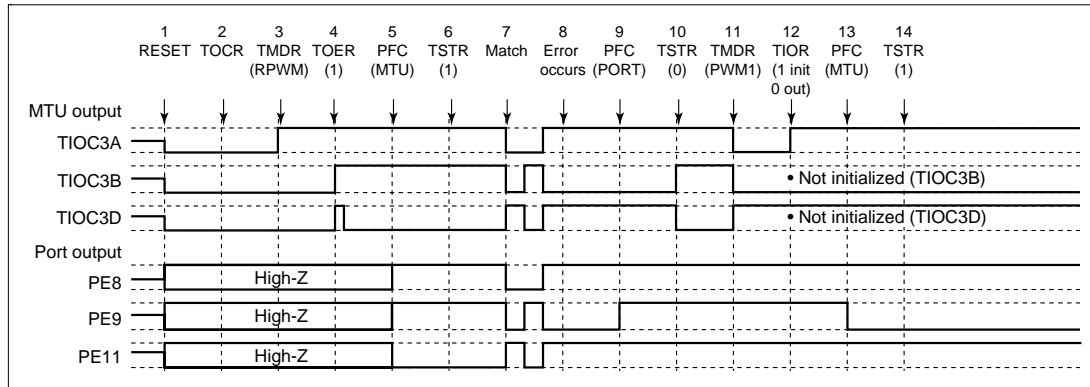 1 2 3 4 5 6 7 8 9 10 11 12 13 14
RESET TOCR TMDR TOER PFC TSTR Match Error PFC TSTR TMDR TIOR PFC TSTR
(RPWM) (1) (MTU) (1) occurs (PORT) (0) (PWM1) (1 init (MTU) (1)
0 out)
MTU output
TIOC3A
TIOC3B • Not initialized (TIOC3B)
TIOC3D • Not initialized (TIOC3D)
Port output
PE8 High-Z
PE9 High-Z
PE11 High-Z